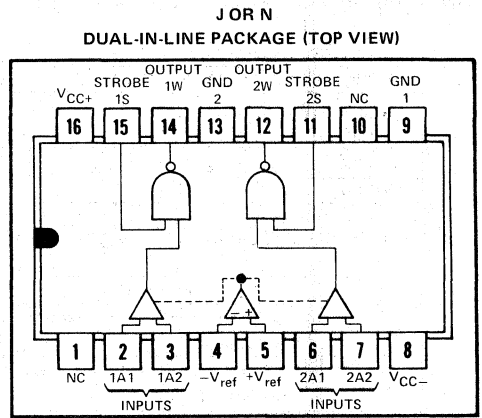 J OR N
DUAL-IN-LINE PACKAGE (TOP VIEW)
VCC+ STROBE 1S OUTPUT 1W GND 2 OUTPUT 2W STROBE 2S NC GND 1
16 15 14 13 12 11 10 9
- +
1 2 3 4 5 6 7 8
NC 1A1 1A2 -Vref +Vref 2A1 2A2 VCC-
INPUTS INPUTS